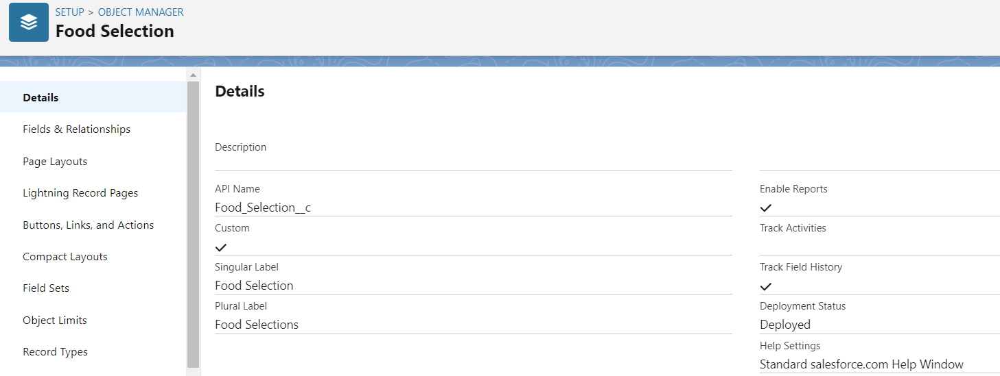 SETUP > OBJECT MANAGER
Food Selection
Details
Fields & Relationships
Page Layouts
Lightning Record Pages
Buttons, Links, and Actions
Compact Layouts
Field Sets
Object Limits
Record Types
Details
Description
API Name
Food_Selection__c
Custom
Singular Label
Food Selection
Plural Label
Food Selections
Enable Reports
Track Activities
Track Field History
Deployment Status
Deployed
Help Settings
Standard salesforce.com Help Window